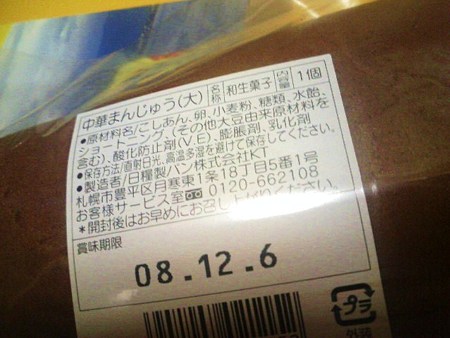 中華まんじゅう(大) 名称 和生菓子 内容量 1個
●原材料名/こしあん、卵、小麦粉、糖類、水飴、
ショートニング、(その他大豆由来原材料を
含む)、酸化防止剤(V.E)、膨脹剤、乳化剤
●保存方法/直射日光、高温多湿を避けて保存してください。
●製造者/日糧製パン株式会社KT
札幌市豊平区月寒東1条18丁目5番1号
お客様サービス室 0120-662108
*開封後はお早めにお召し上がりください。
賞味期限
08.12.6
プラ
外装